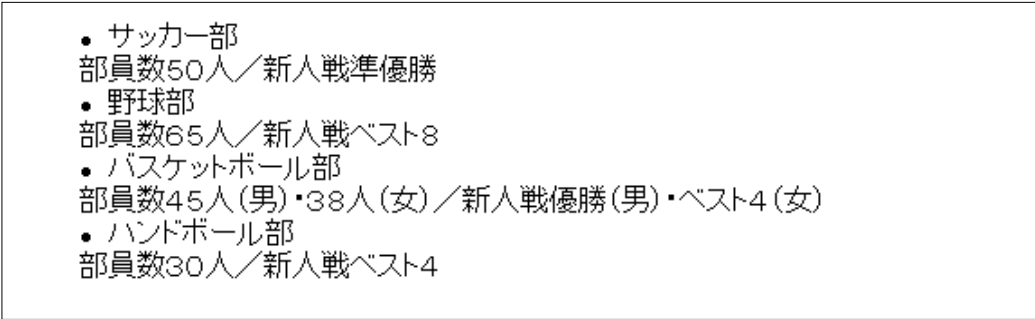 • サッカー部
部員数50人／新人戦準優勝
• 野球部
部員数65人／新人戦ベスト8
• バスケットボール部
部員数45人(男)・38人(女)／新人戦優勝(男)・ベスト4(女)
• ハンドボール部
部員数30人／新人戦ベスト4